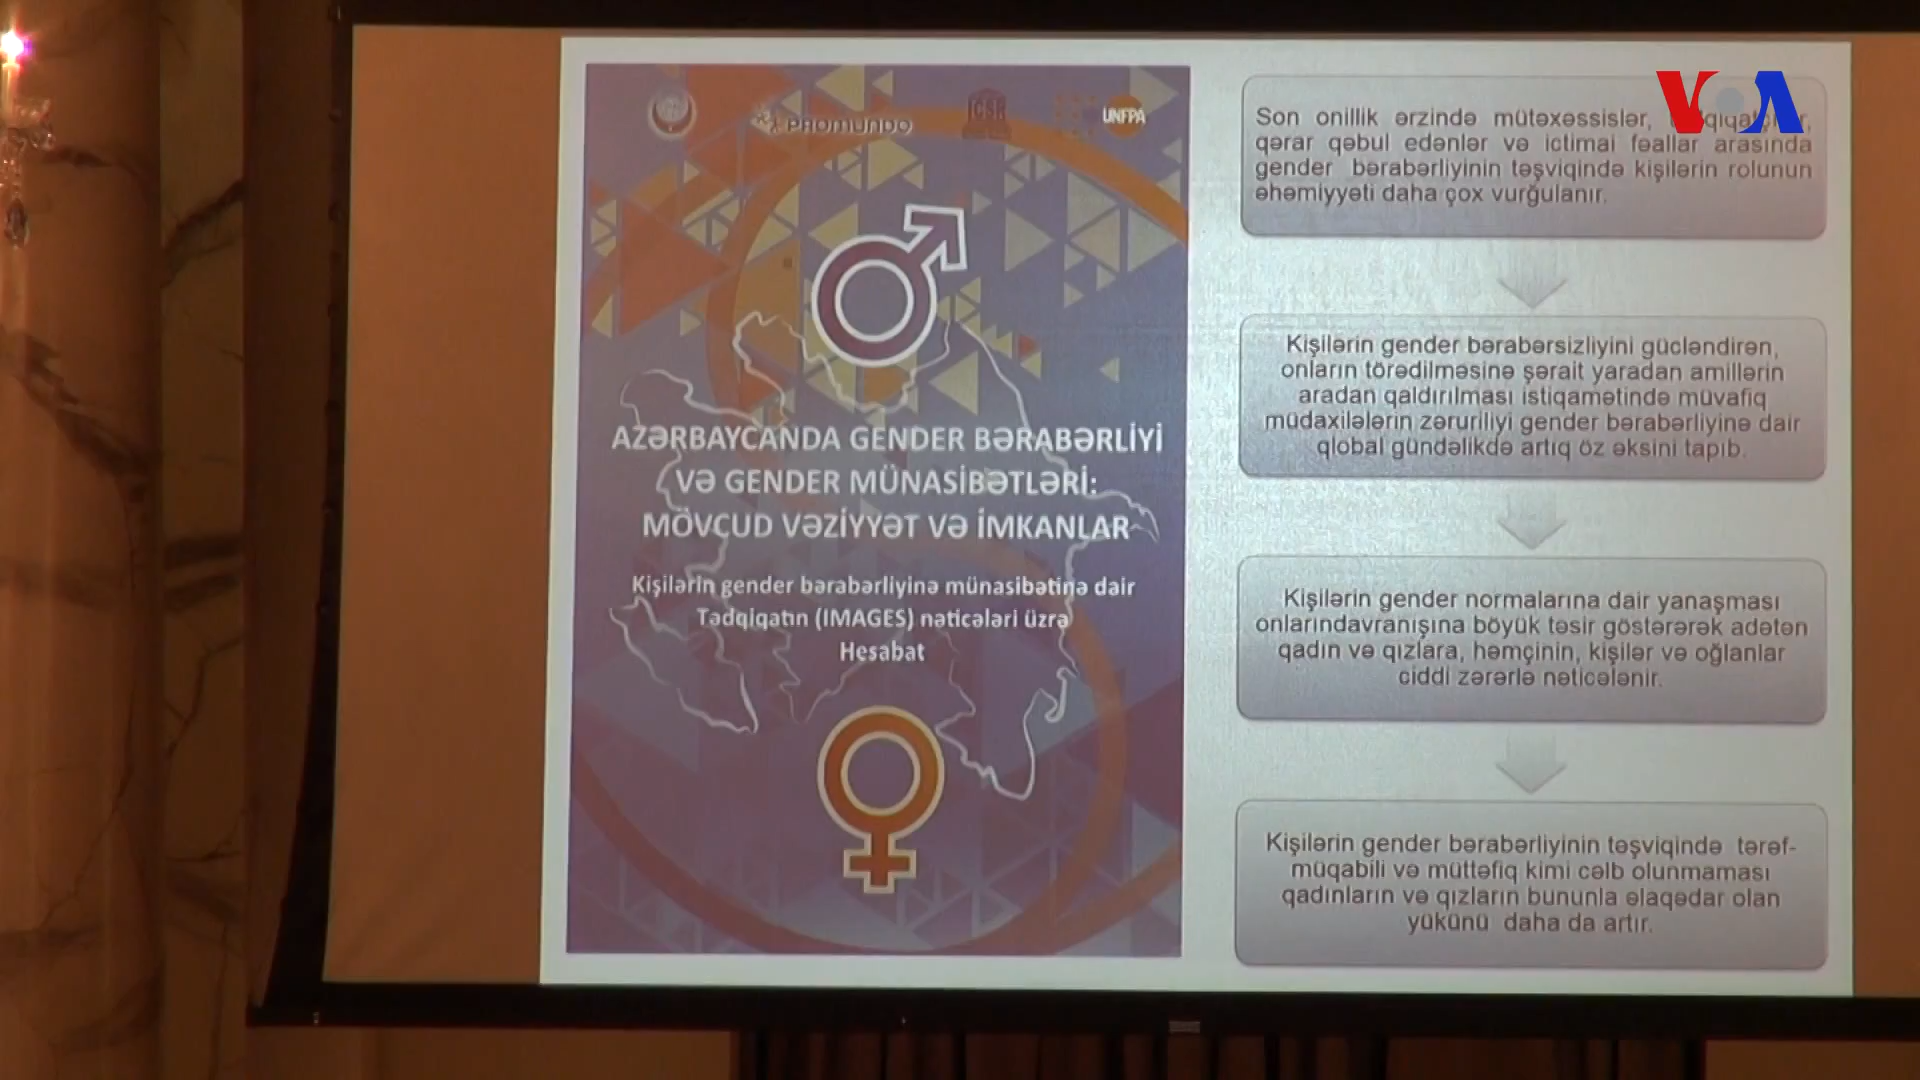 PROMUNDO
ICSR
UNFPA
AZƏRBAYCANDA GENDER BƏRABƏRLİYİ
VƏ GENDER MÜNASİBƏTLƏRİ:
MÖVCUD VƏZİYYƏT VƏ İMKANLAR
Kişilərin gender bərabərliyinə münasibətinə dair
Tədqiqatın (IMAGES) nəticələri üzrə
Hesabat
VOA
Son onillik ərzində mütəxəssislər,
qərar qəbul edənlər və ictimai fəallar arasında
gender bərabərliyinin təşviqində kişilərin rolunun
əhəmiyyəti daha çox vurğulanır.
Kişilərin gender bərabərsizliyini gücləndirən,
onların törədilməsinə şərait yaradan amillərin
aradan qaldırılması istiqamətində müvafiq
müdaxilələrin zəruriliyi gender bərabərliyinə dair
qlobal gündəlikdə artıq öz əksini tapıb.
Kişilərin gender normalarına dair yanaşması
onlarındavranışına böyük təsir göstərərək adətən
qadın və qızlara, həmçinin, kişilər və oğlanlar
ciddi zərərlə nəticələnir.
Kişilərin gender bərabərliyinin təşviqində tərəf-
müqabili və müttəfiq kimi cəlb olunmaması
qadınların və qızların bununla əlaqədar olan
yükünü daha da artır.